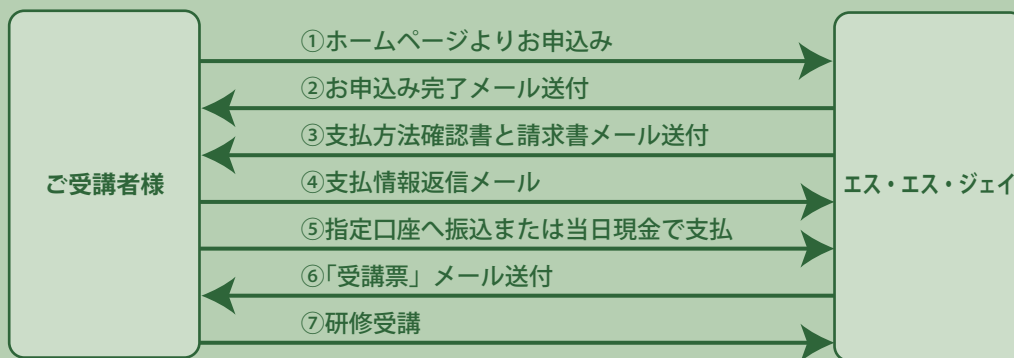 ①ホームページよりお申込み
②お申込み完了メール送付
③支払方法確認書と請求書メール送付
ご受講者様
④支払情報返信メール
エス・エス・ジェイ
⑤指定口座へ振込または当日現金で支払
⑥「受講票」メール送付
⑦研修受講